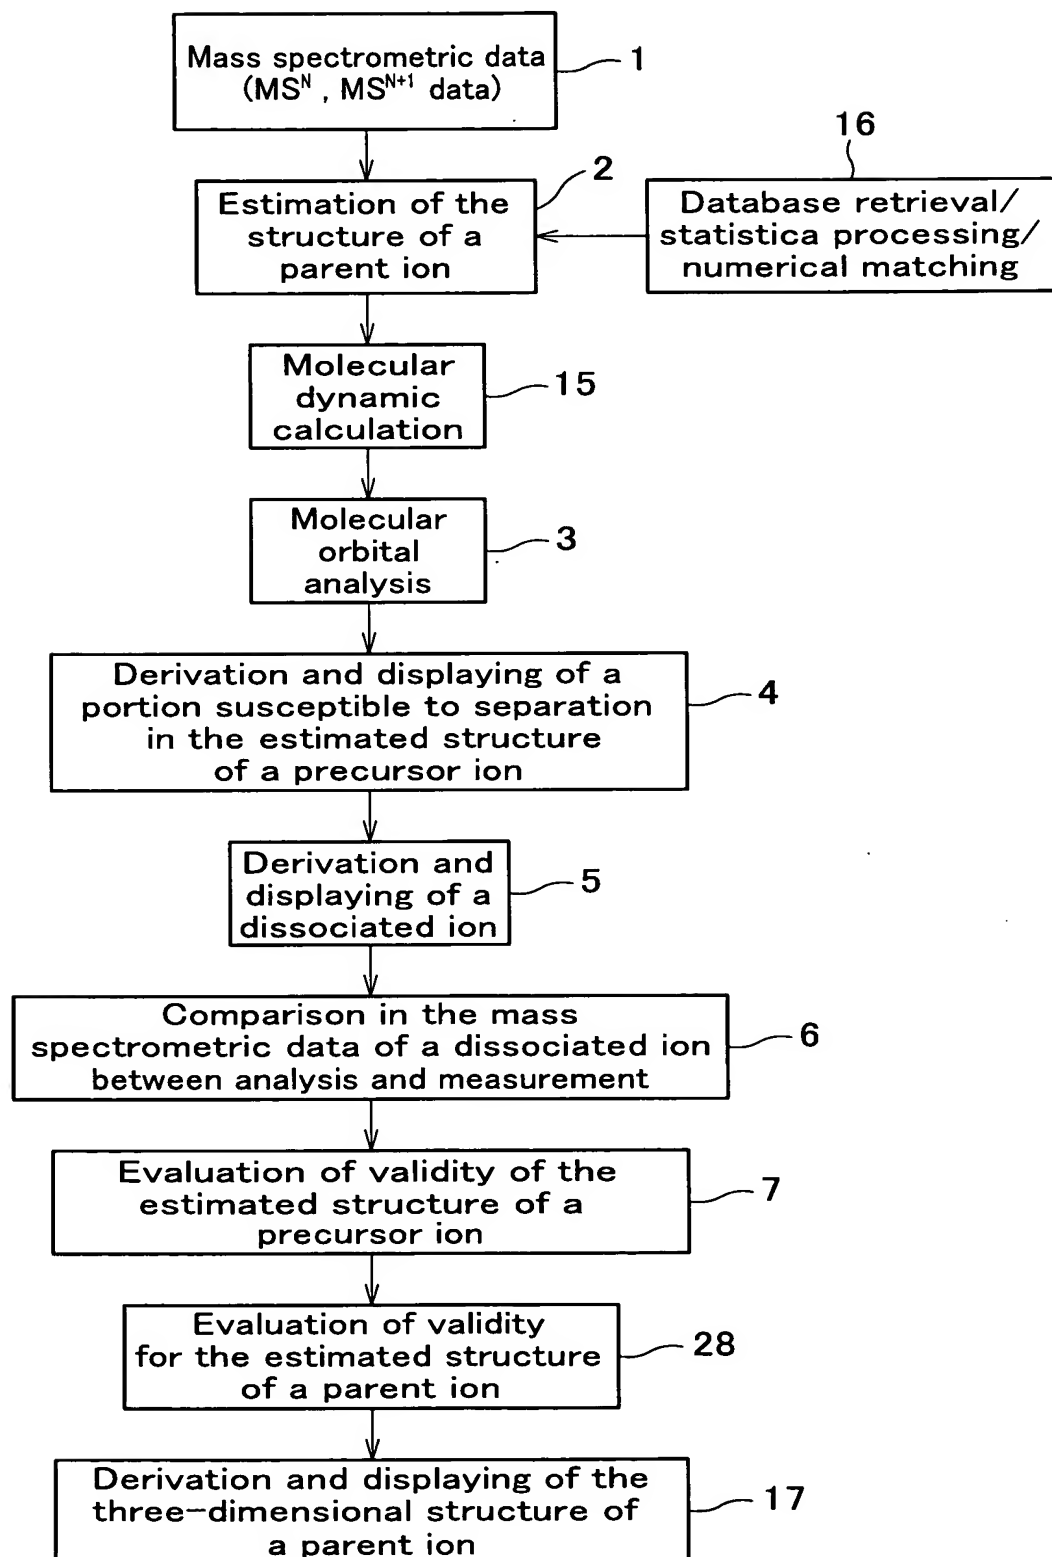 Mass spectrometric data
(MS^N , MS^N+1 data)
1
Estimation of the
structure of a
parent ion
2
16
Database retrieval/
statistica processing/
numerical matching
Molecular
dynamic
calculation
15
Molecular
orbital
analysis
3
Derivation and displaying of a
portion susceptible to separation
in the estimated structure
of a precursor ion
4
Derivation and
displaying of a
dissociated ion
5
Comparison in the mass
spectrometric data of a dissociated ion
between analysis and measurement
6
Evaluation of validity of the
estimated structure of a
precursor ion
7
Evaluation of validity
for the estimated structure
of a parent ion
28
Derivation and displaying of the
three-dimensional structure of
a parent ion
17